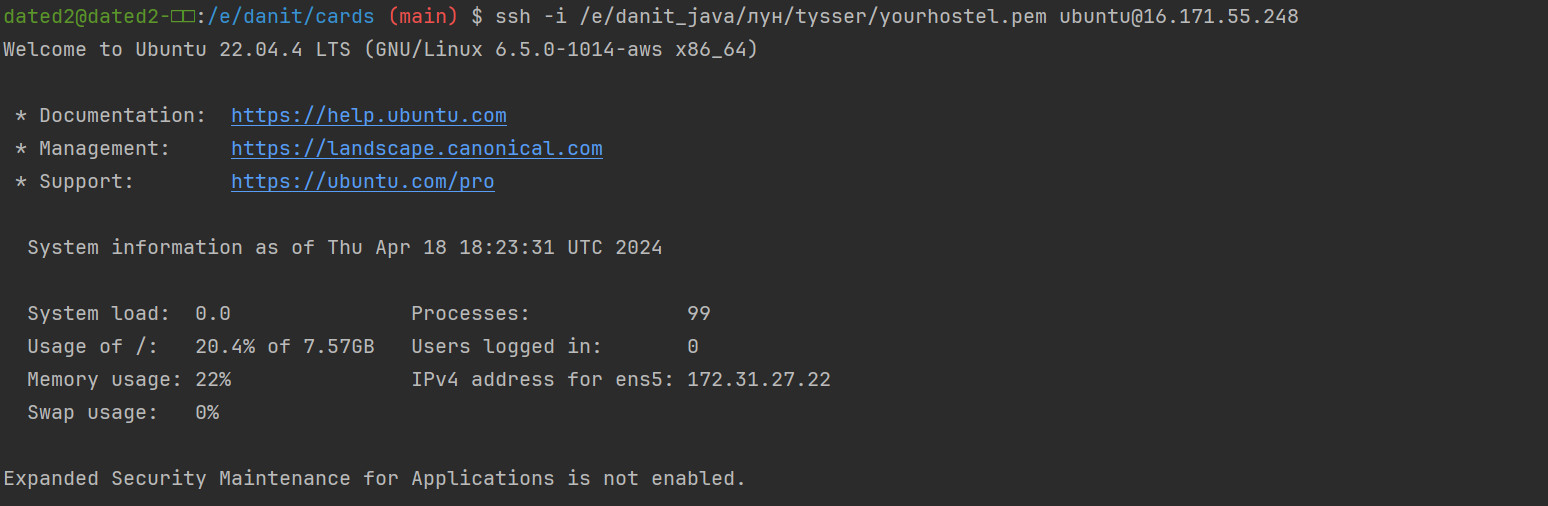 dated2@dated2-□□:/e/danit/cards (main) $ ssh -i /e/danit_java/лун/tysser/yourhostel.pem ubuntu@16.171.55.248
Welcome to Ubuntu 22.04.4 LTS (GNU/Linux 6.5.0-1014-aws x86_64)
* Documentation: https://help.ubuntu.com
* Management: https://landscape.canonical.com
* Support: https://ubuntu.com/pro
System information as of Thu Apr 18 18:23:31 UTC 2024
System load: 0.0 Processes: 99
Usage of /: 20.4% of 7.57GB Users logged in: 0
Memory usage: 22% IPv4 address for ens5: 172.31.27.22
Swap usage: 0%
Expanded Security Maintenance for Applications is not enabled.